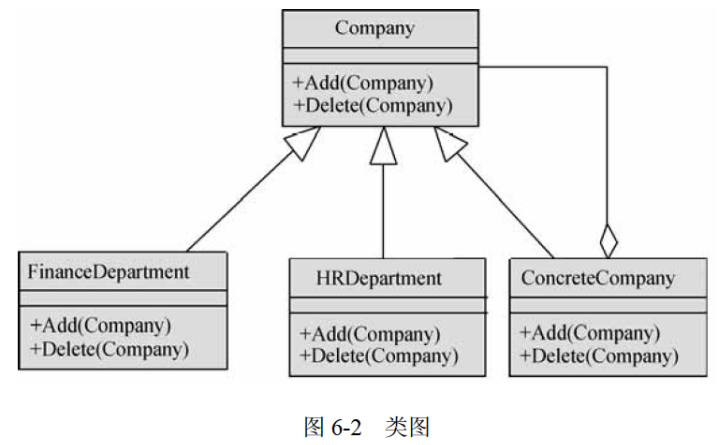 Company
+Add(Company)
+Delete(Company)
FinanceDepartment
+Add(Company)
+Delete(Company)
HRDepartment
+Add(Company)
+Delete(Company)
ConcreteCompany
+Add(Company)
+Delete(Company)
图 6-2 类图